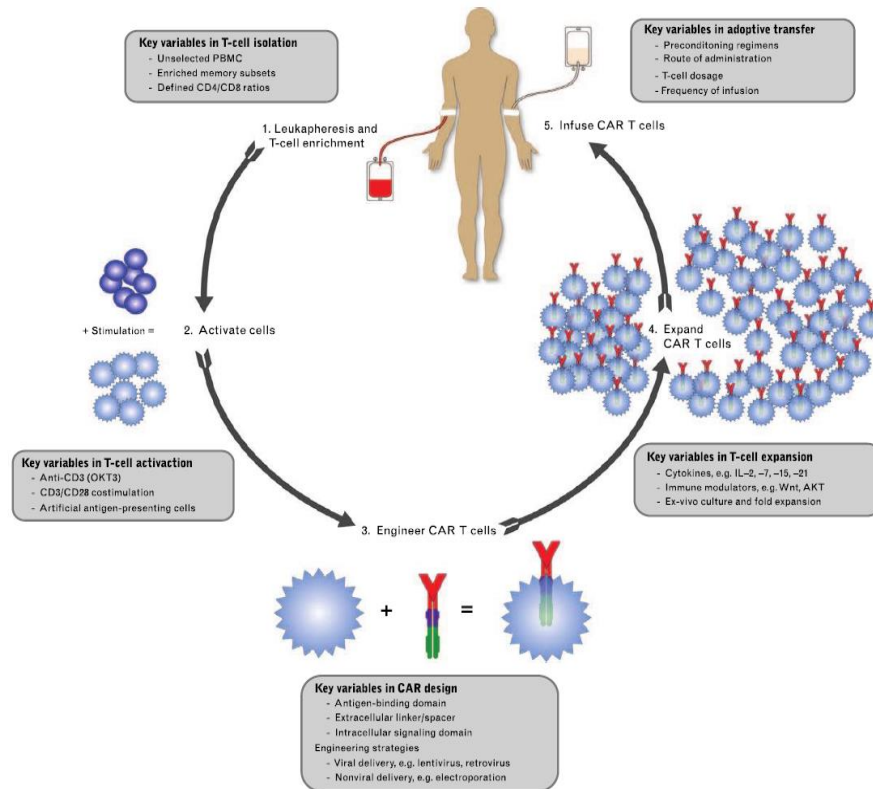 Key variables in T-cell isolation
- Unselected PBMC
- Enriched memory subsets
- Defined CD4/CD8 ratios
Key variables in adoptive transfer
- Preconditoning regimens
- Route of administration
- T-cell dosage
- Frequency of infusion
1. Leukapheresis and
T-cell enrichment
5. Infuse CAR T cells
+ Stimulation =
2. Activate cells
4. Expand
CAR T cells
Key variables in T-cell activaction
- Anti-CD3 (OKT3)
- CD3/CD28 costimulation
- Artificial antigen-presenting cells
Key variables in T-cell expansion
- Cytokines, e.g. IL-2, -7, -15, -21
- Immune modulators, e.g. Wnt, AKT
- Ex-vivo culture and fold expansion
3. Engineer CAR T cells
+ =
Key variables in CAR design
- Antigen-binding domain
- Extracellular linker/spacer
- Intracellular signaling domain
Engineering strategies
- Viral delivery, e.g. lentivirus, retrovirus
- Nonviral delivery, e.g. electroporation